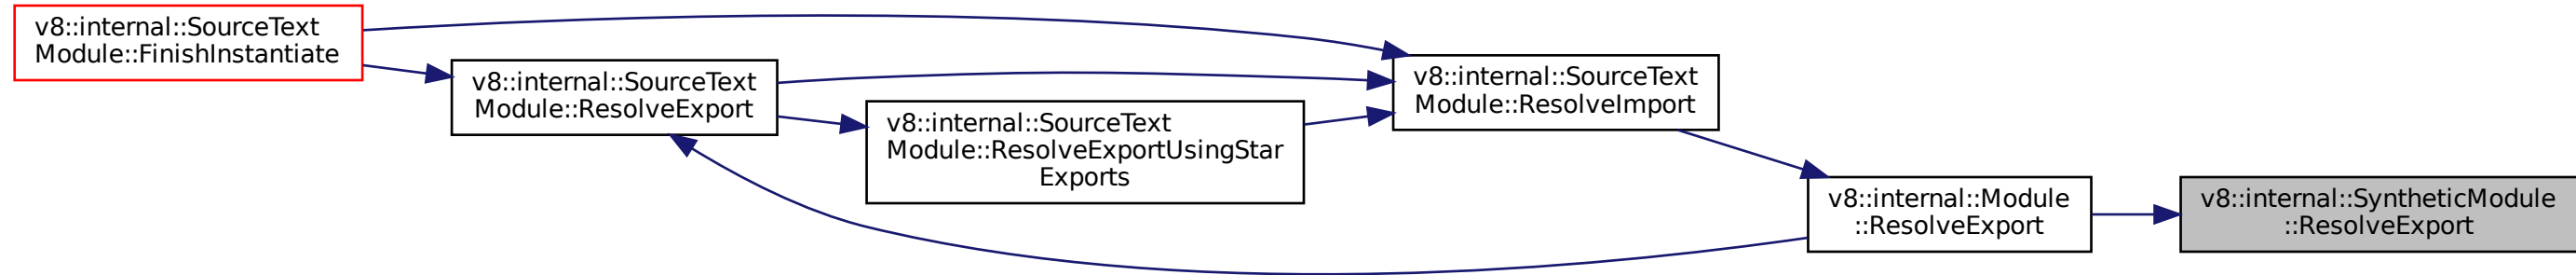 v8::internal::SourceText
Module::FinishInstantiate
v8::internal::SourceText
Module::ResolveExport
v8::internal::SourceText
Module::ResolveExportUsingStar
Exports
v8::internal::SourceText
Module::ResolveImport
v8::internal::Module
::ResolveExport
v8::internal::SyntheticModule
::ResolveExport